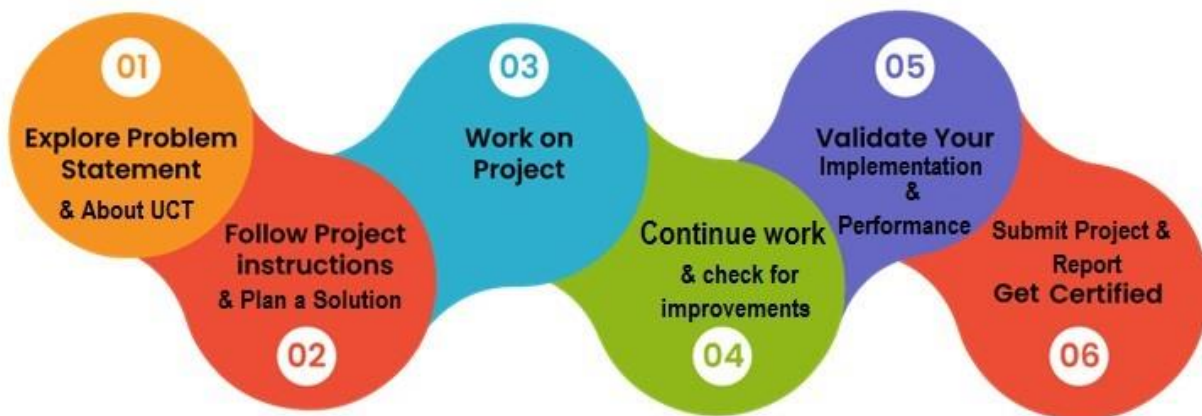 01
Explore Problem
Statement
& About UCT
Follow Project
instructions
& Plan a Solution
02
03
Work on
Project
Continue work
& check for
improvements
04
05
Validate Your
Implementation
&
Performance
Submit Project &
Report
Get Certified
06